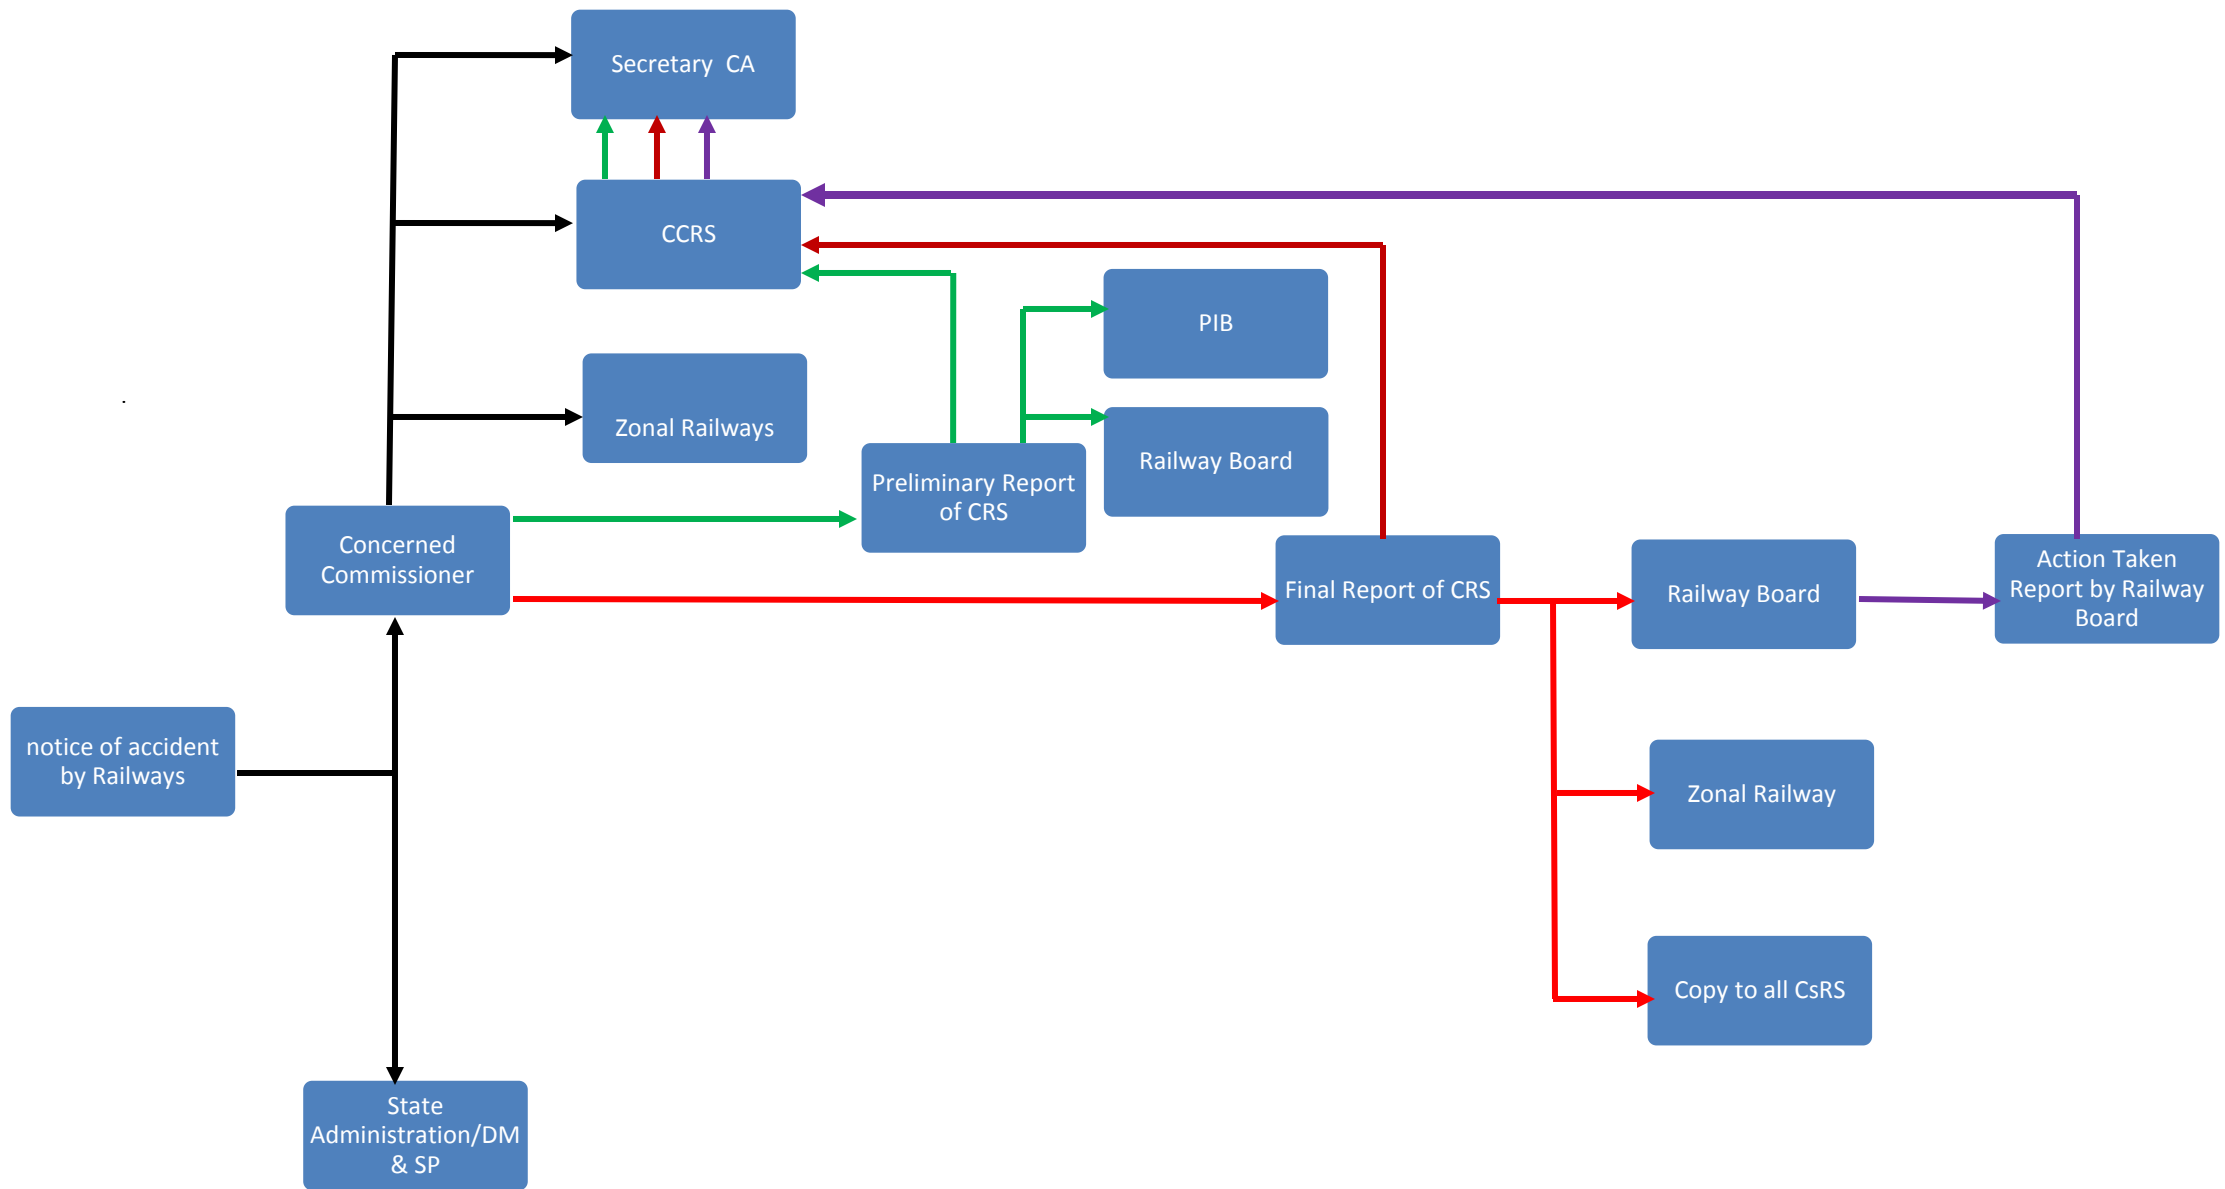 Secretary  CA
CCRS
PIB
Zonal Railways
Railway Board
Preliminary Report
of CRS
Concerned
Commissioner
Final Report of CRS
Railway Board
Action Taken
Report by Railway
Board
notice of accident
by Railways
Zonal Railway
Copy to all CsRS
State
Administration/DM
& SP
.